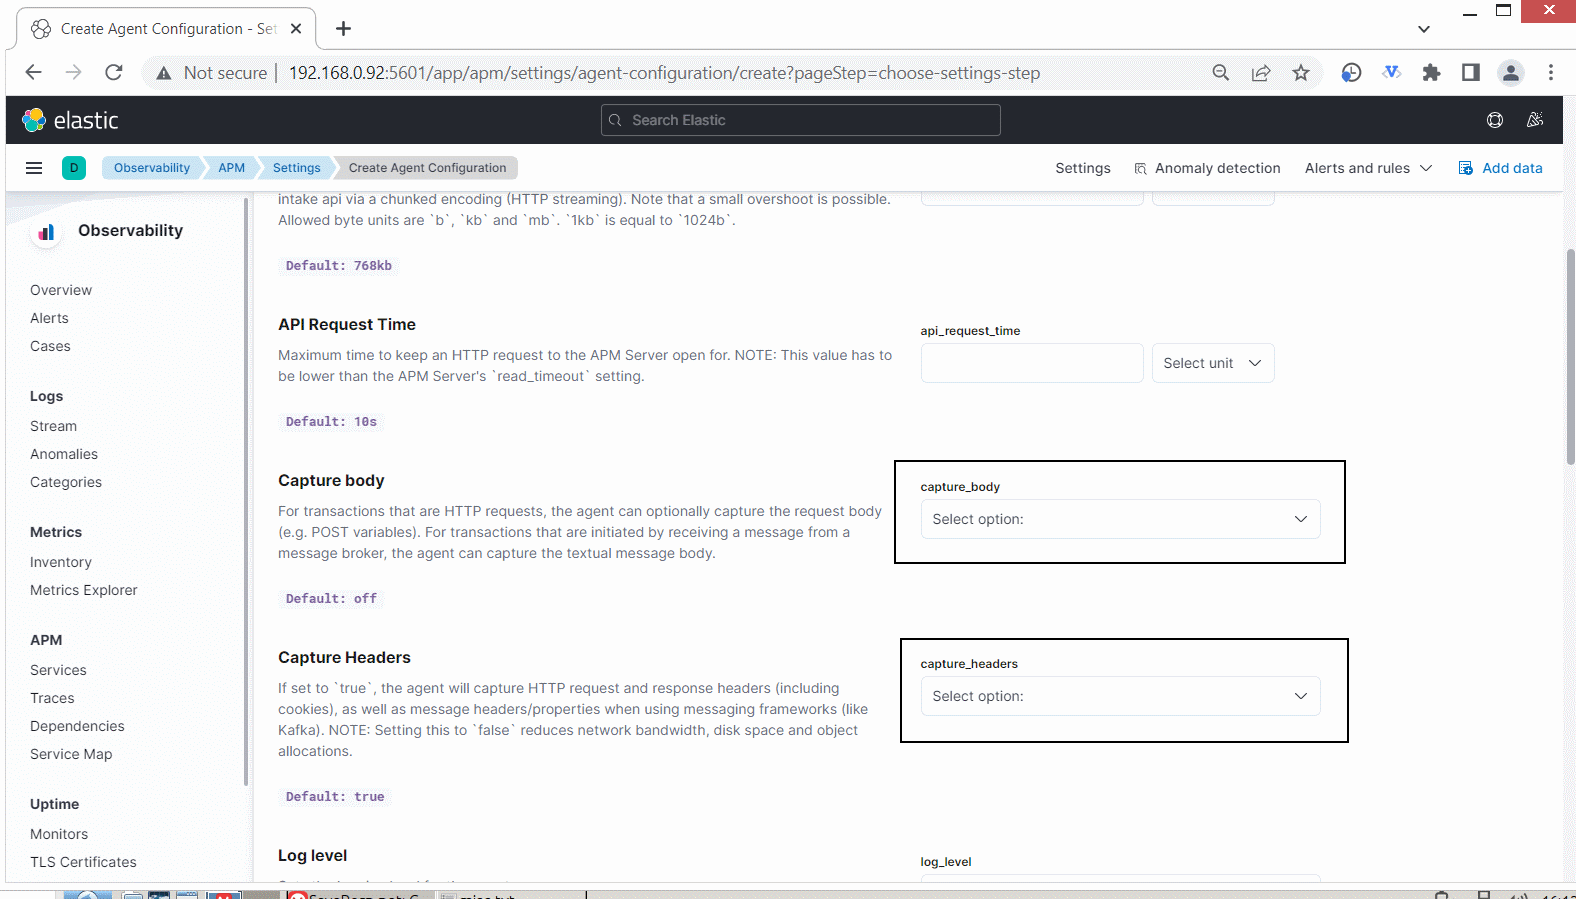 Create Agent Configuration - Set
Not secure
192.168.0.92:5601/app/apm/settings/agent-configuration/create?pageStep=choose-settings-step
elastic
Search Elastic
D
Observability
APM
Settings
Create Agent Configuration
Settings
Anomaly detection
Alerts and rules
Add data
Observability
Overview
Alerts
Cases
Logs
Stream
Anomalies
Categories
Metrics
Inventory
Metrics Explorer
APM
Services
Traces
Dependencies
Service Map
Uptime
Monitors
TLS Certificates
intake api via a chunked encoding (HTTP streaming). Note that a small overshoot is possible.
Allowed byte units are `b`, `kb` and `mb`. `1kb` is equal to `1024b`.
Default: 768kb
API Request Time
Maximum time to keep an HTTP request to the APM Server open for. NOTE: This value has to
be lower than the APM Server's `read_timeout` setting.
Default: 10s
api_request_time
Select unit
Capture body
For transactions that are HTTP requests, the agent can optionally capture the request body
(e.g. POST variables). For transactions that are initiated by receiving a message from a
message broker, the agent can capture the textual message body.
Default: off
capture_body
Select option:
Capture Headers
If set to `true`, the agent will capture HTTP request and response headers (including
cookies), as well as message headers/properties when using messaging frameworks (like
Kafka). NOTE: Setting this to `false` reduces network bandwidth, disk space and object
allocations.
Default: true
capture_headers
Select option:
Log level
log_level